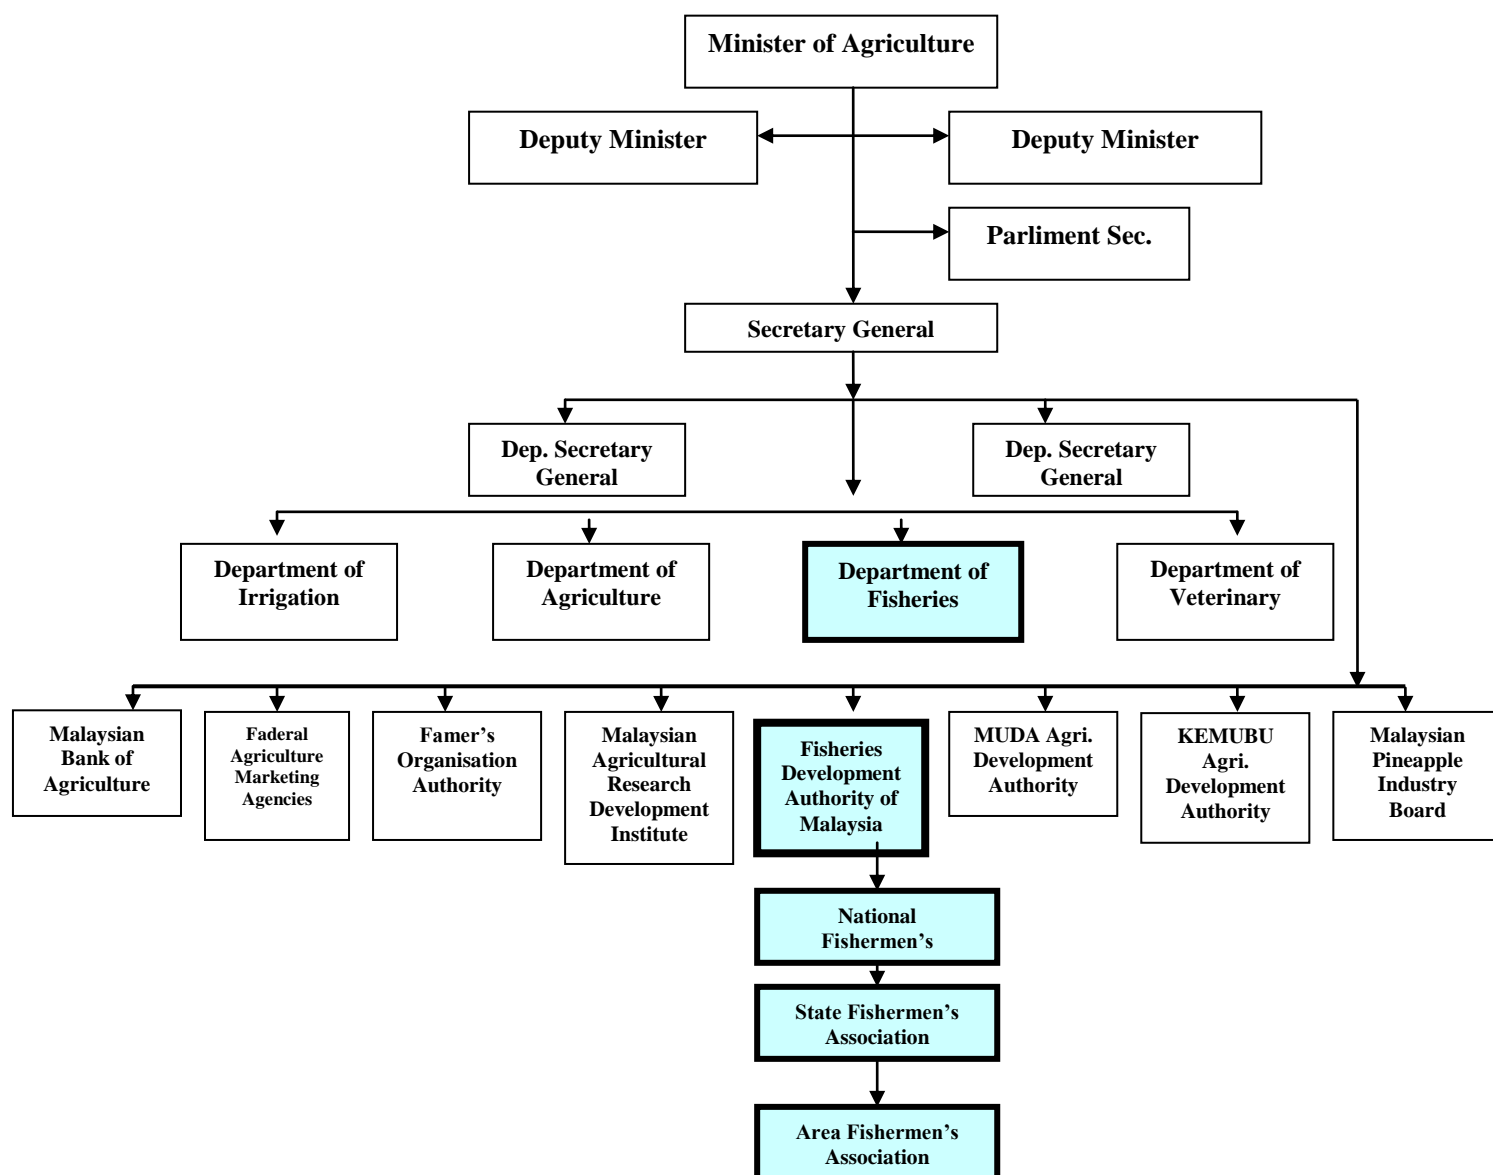 Minister of Agriculture
Deputy Minister
Deputy Minister
Parliment Sec.
Secretary General
Dep. Secretary
General
Dep. Secretary
General
Department of
Irrigation
Department of
Agriculture
Department of
Fisheries
Department of
Veterinary
Malaysian
Bank of
Agriculture
Faderal
Agriculture
Marketing
Agencies
Famer’s
Organisation
Authority
Malaysian
Agricultural
Research
Development
Institute
Fisheries
Development
Authority of
Malaysia
MUDA Agri.
Development
Authority
KEMUBU
Agri.
Development
Authority
Malaysian
Pineapple
Industry
Board
National
Fishermen’s
State Fishermen’s
Association
Area Fishermen’s
Association